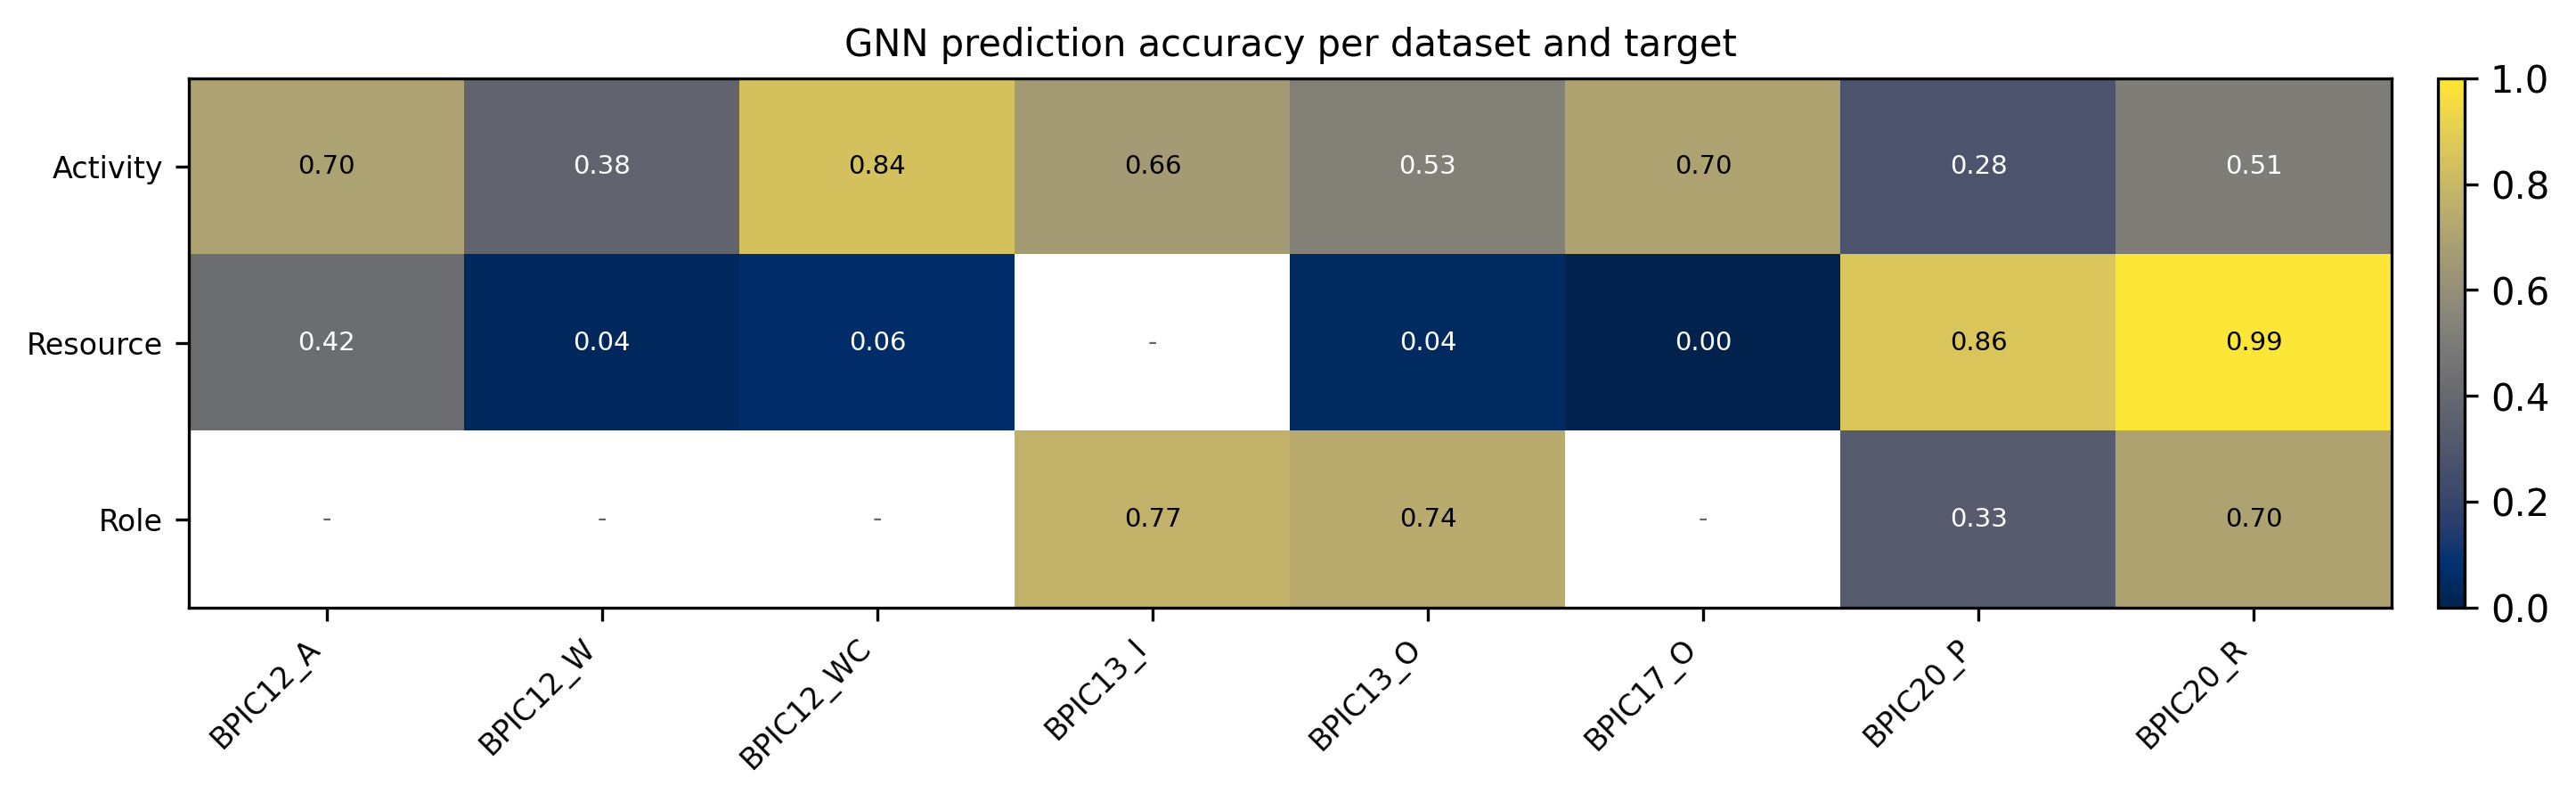 GNN prediction accuracy per dataset and target
Activity 0.70 0.38 0.84 0.66 0.53 0.70 0.28 0.51
Resource 0.42 0.04 0.06 - 0.04 0.00 0.86 0.99
Role - - - 0.77 0.74 - 0.33 0.70
BPIC12_A BPIC12_W BPIC12_WC BPIC13_I BPIC13_O BPIC17_O BPIC20_P BPIC20_R
1.0
0.8
0.6
0.4
0.2
0.0